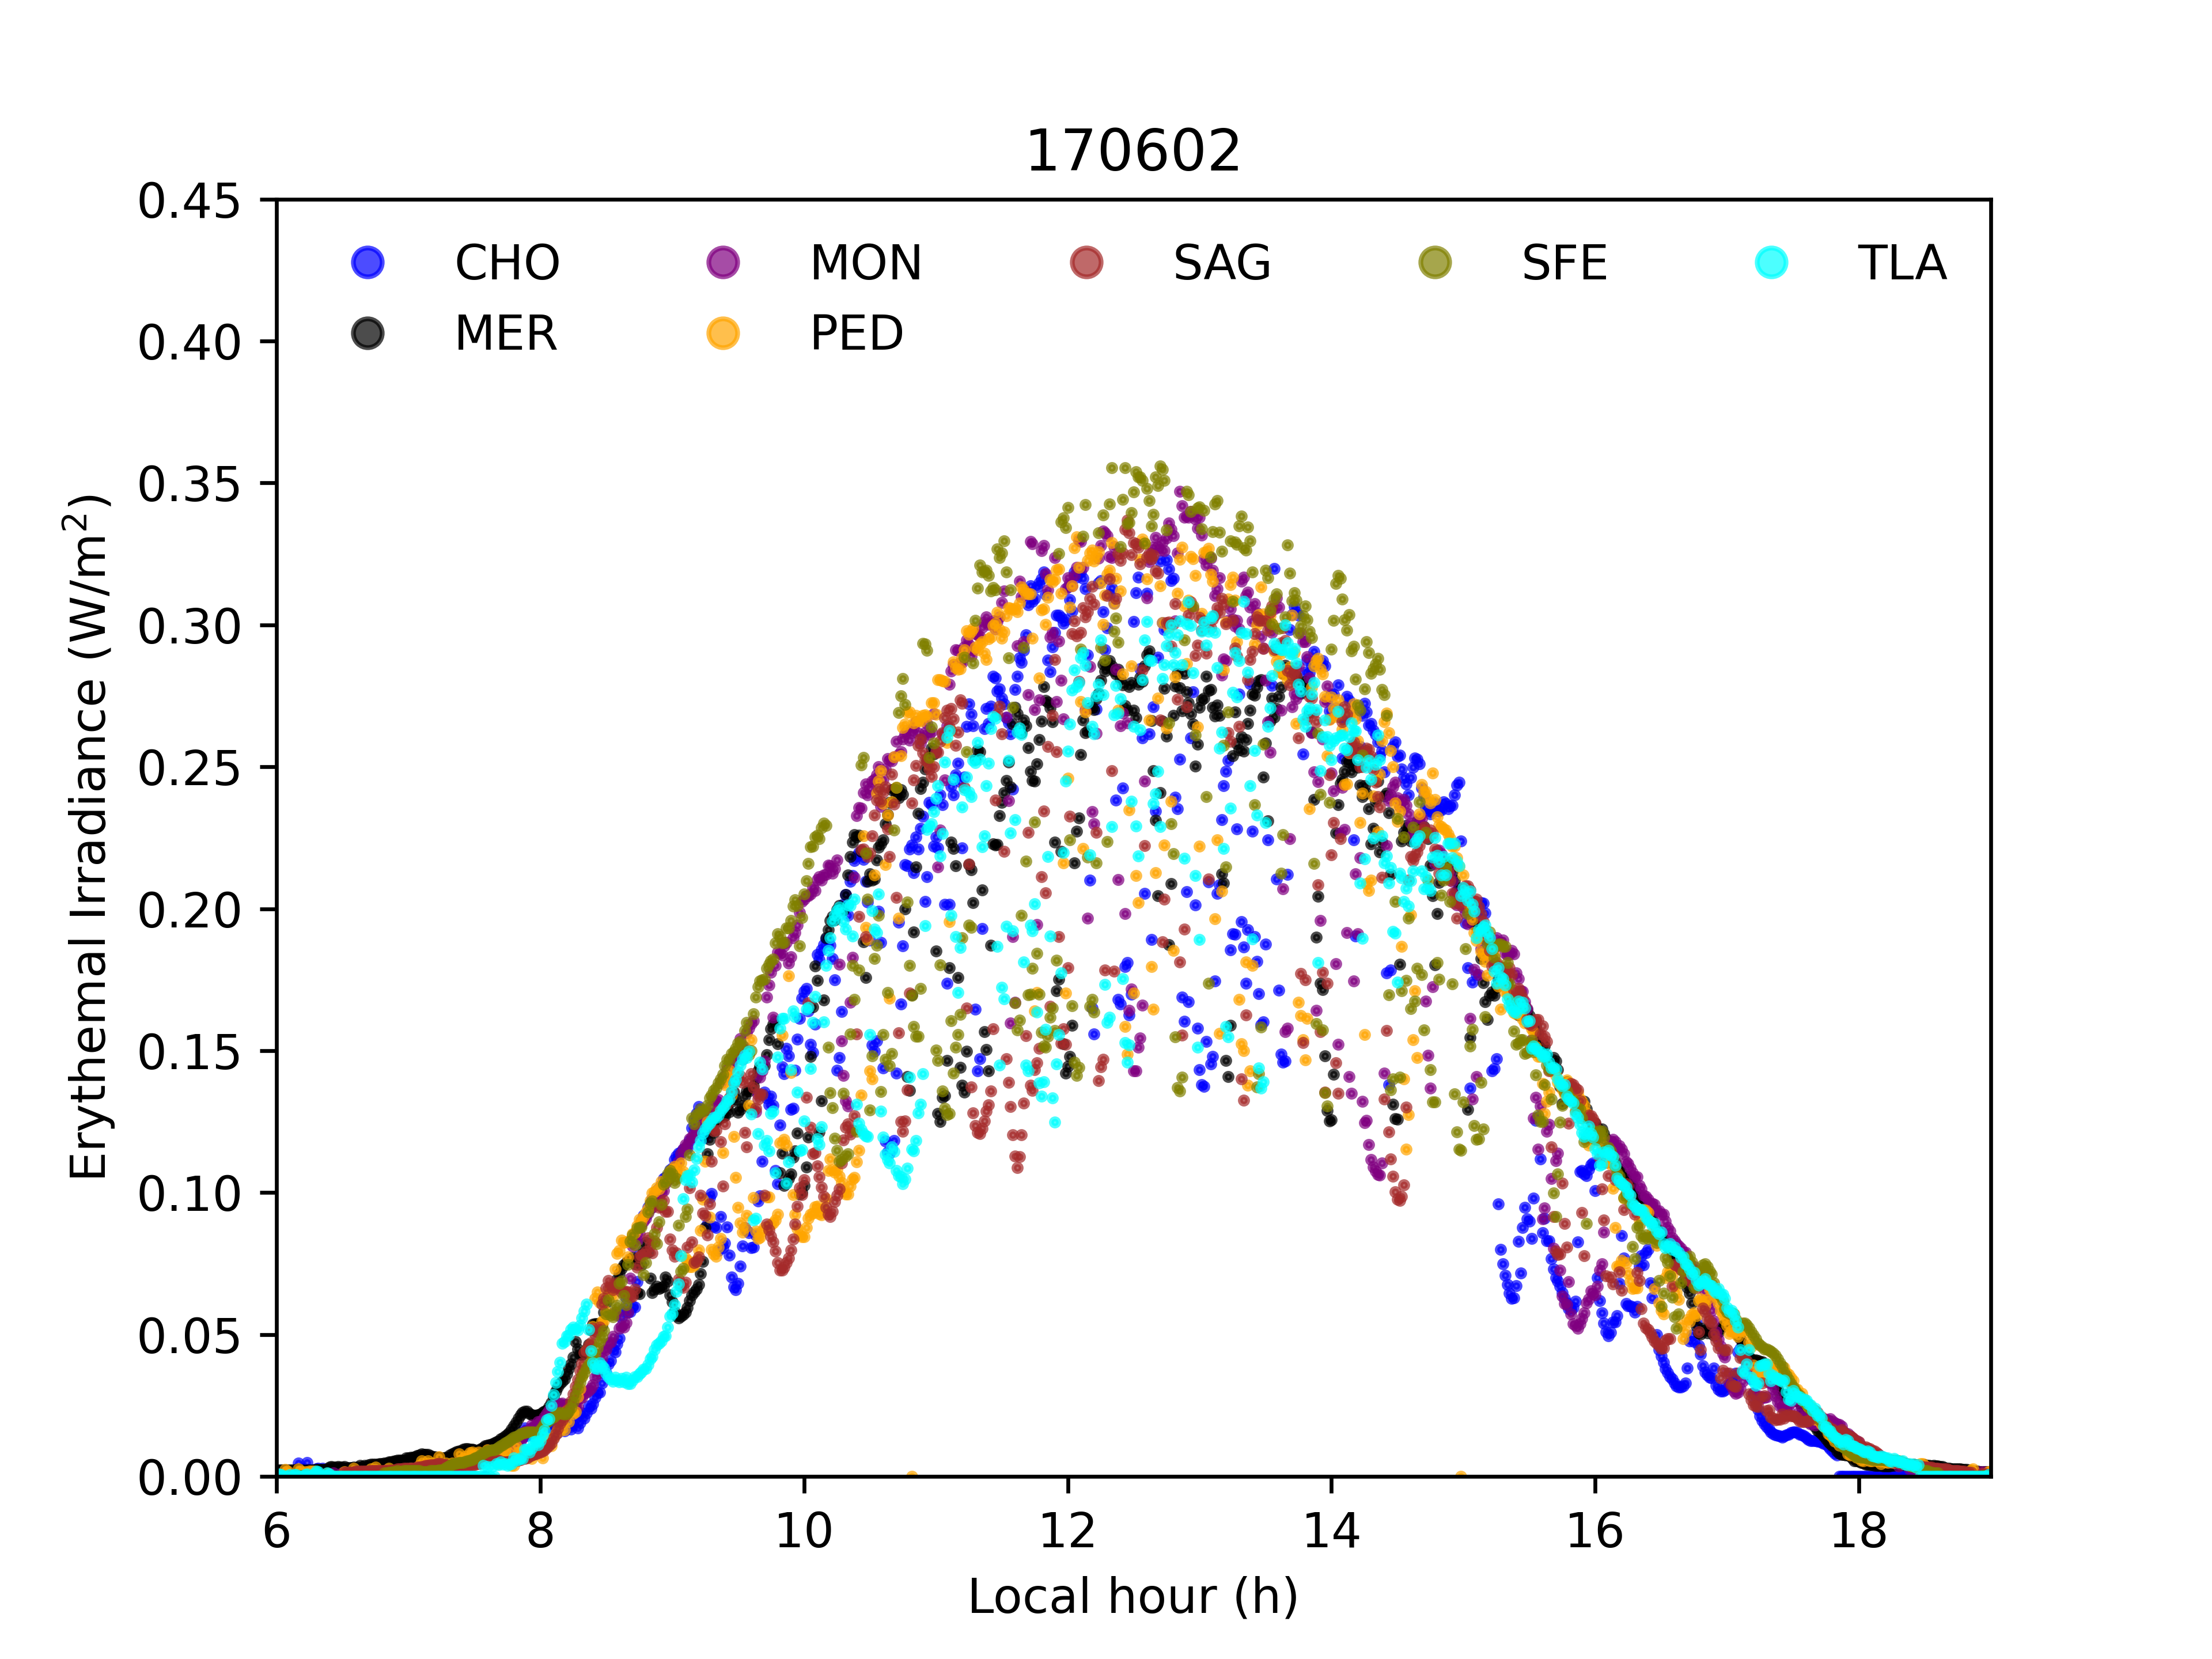 170602
0.45
0.40
0.35
0.30
0.25
0.20
0.15
0.10
0.05
0.00
Erythemal Irradiance (W/m²)
CHO MON SAG SFE TLA
MER PED
6 8 10 12 14 16 18
Local hour (h)